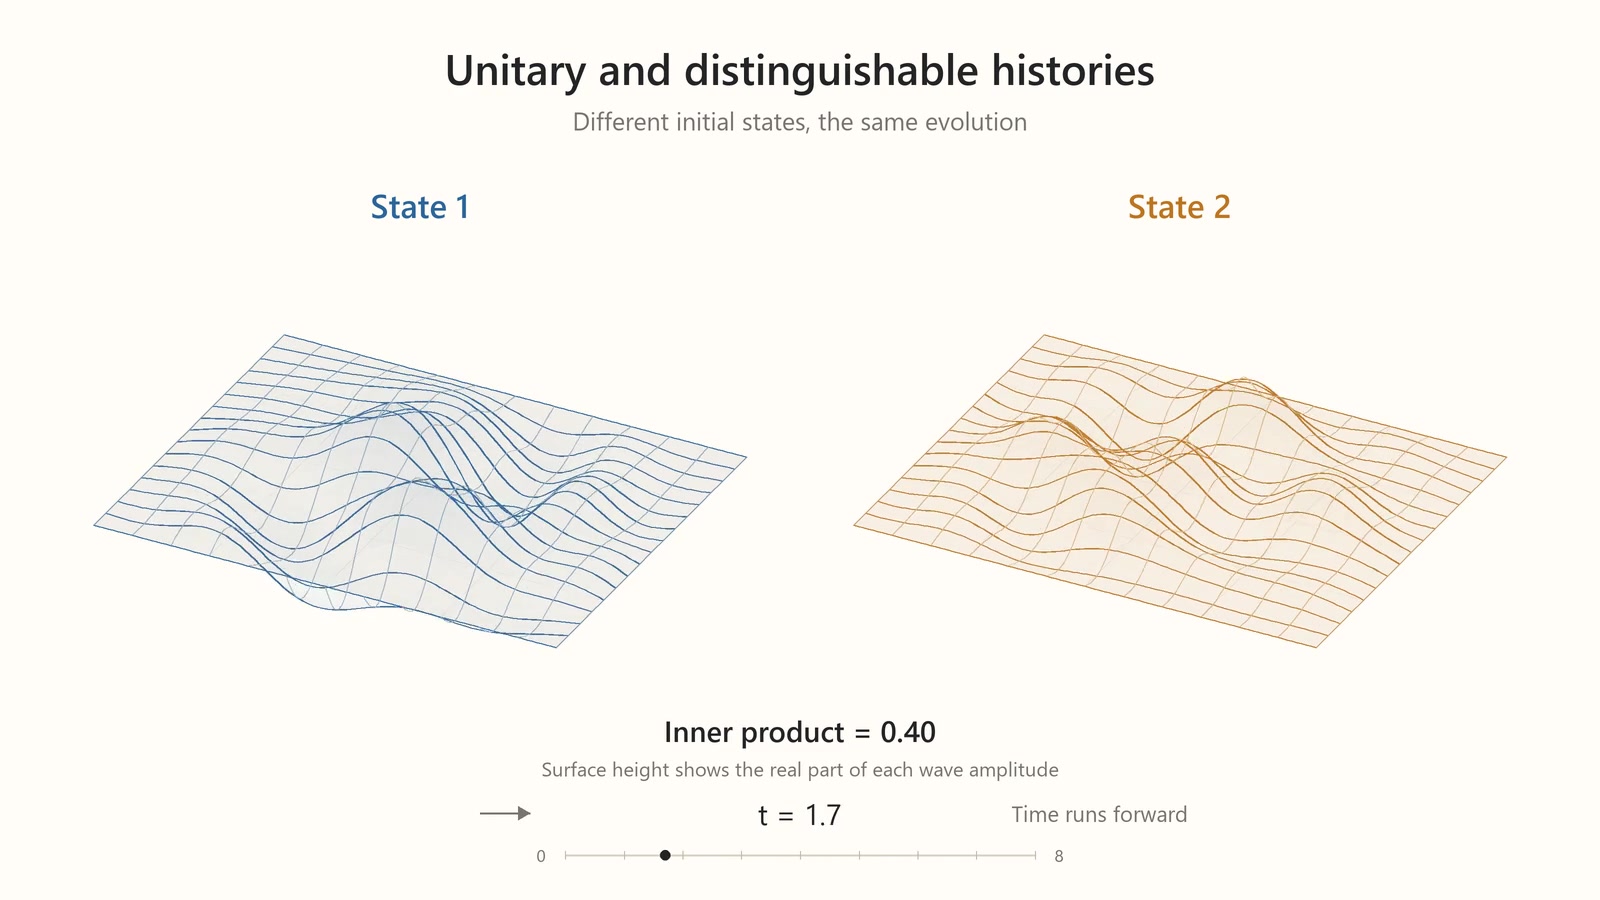 Unitary and distinguishable histories
Different initial states, the same evolution
State 1
State 2
Inner product = 0.40
Surface height shows the real part of each wave amplitude
t = 1.7
Time runs forward
0
8